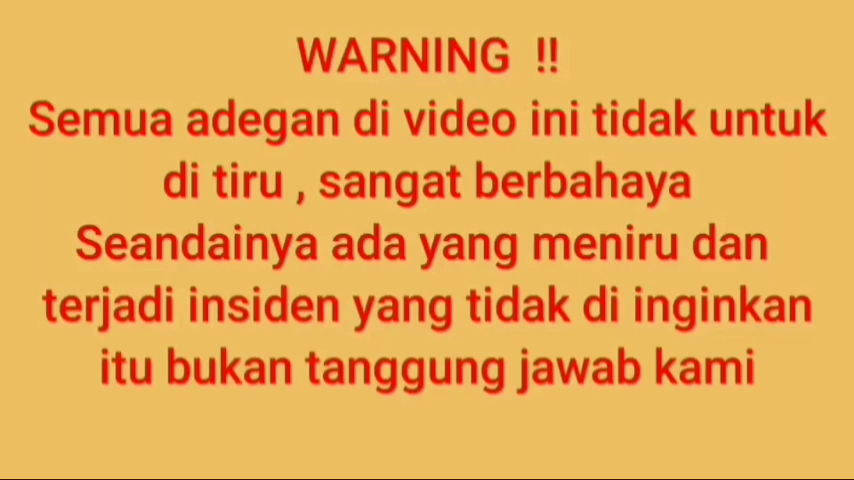 WARNING !!
Semua adegan di video ini tidak untuk
di tiru , sangat berbahaya
Seandainya ada yang meniru dan
terjadi insiden yang tidak di inginkan
itu bukan tanggung jawab kami